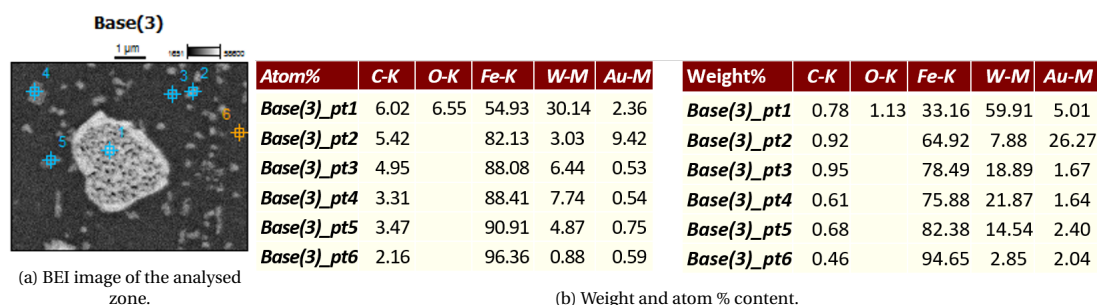 Base(3)
1 µm 1651 58600
4 3 2
6
1
5
(a) BEI image of the analysed
zone.
Atom% C-K O-K Fe-K W-M Au-M
Base(3)_pt1 6.02 6.55 54.93 30.14 2.36
Base(3)_pt2 5.42 82.13 3.03 9.42
Base(3)_pt3 4.95 88.08 6.44 0.53
Base(3)_pt4 3.31 88.41 7.74 0.54
Base(3)_pt5 3.47 90.91 4.87 0.75
Base(3)_pt6 2.16 96.36 0.88 0.59
Weight% C-K O-K Fe-K W-M Au-M
Base(3)_pt1 0.78 1.13 33.16 59.91 5.01
Base(3)_pt2 0.92 64.92 7.88 26.27
Base(3)_pt3 0.95 78.49 18.89 1.67
Base(3)_pt4 0.61 75.88 21.87 1.64
Base(3)_pt5 0.68 82.38 14.54 2.40
Base(3)_pt6 0.46 94.65 2.85 2.04
(b) Weight and atom % content.